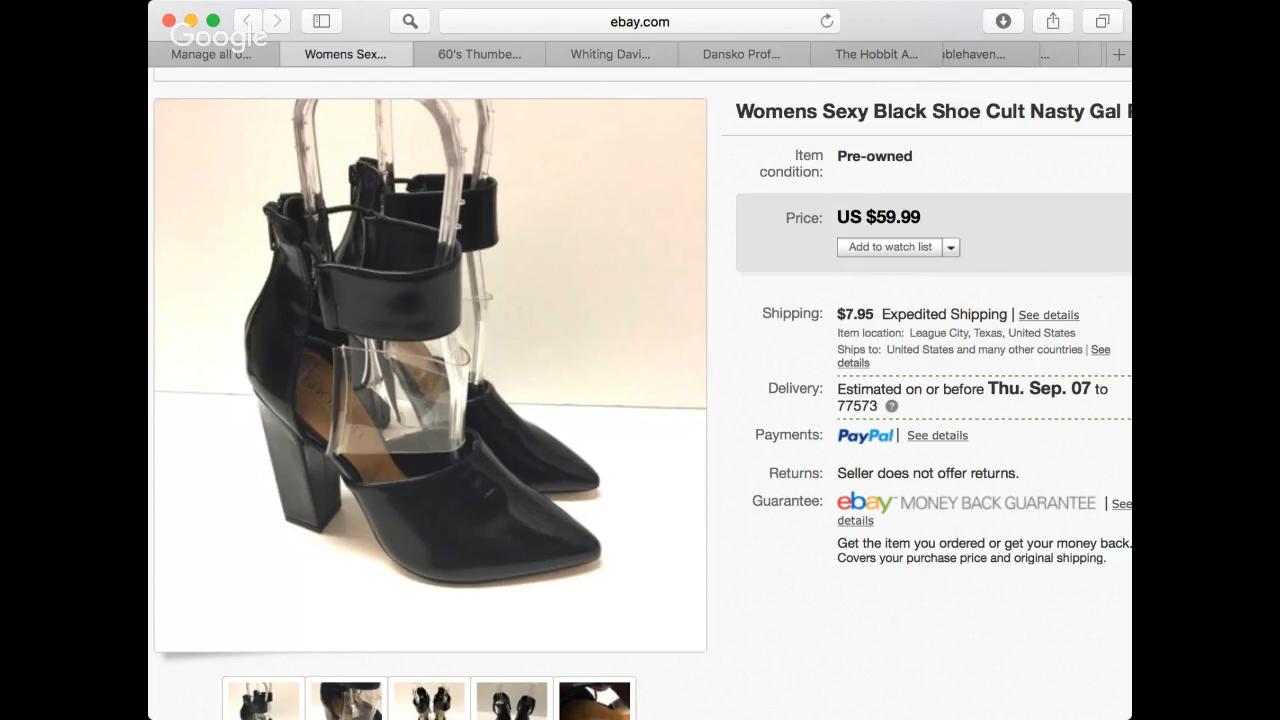 ebay.com
Google
Manage all o...
Womens Sex...
60's Thumbe...
Whiting Davi...
Dansko Prof...
The Hobbit A...
blehaven...
...
Womens Sexy Black Shoe Cult Nasty Gal
Item condition:
Pre-owned
Price:
US $59.99
Add to watch list
Shipping:
$7.95 Expedited Shipping | See details
Item location: League City, Texas, United States
Ships to: United States and many other countries | See
details
Delivery:
Estimated on or before Thu. Sep. 07 to
77573 ?
Payments:
PayPal | See details
Returns:
Seller does not offer returns.
Guarantee:
ebay MONEY BACK GUARANTEE | See
details
Get the item you ordered or get your money back.
Covers your purchase price and original shipping.